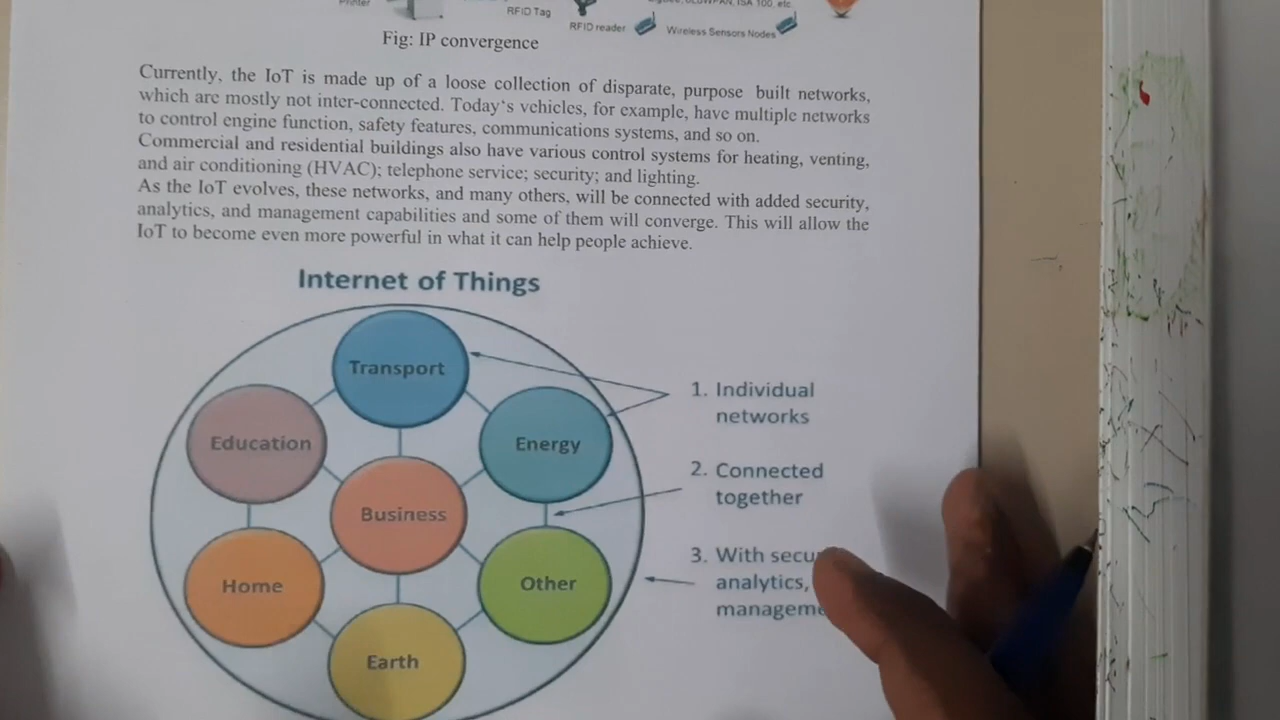 Printer
RFID Tag
RFID reader
ISA 100, etc
Wireless Sensors Nodes
Fig: IP convergence
Currently, the IoT is made up of a loose collection of disparate, purpose built networks,
which are mostly not inter-connected. Today's vehicles, for example, have multiple networks
to control engine function, safety features, communications systems, and so on.
Commercial and residential buildings also have various control systems for heating, venting,
and air conditioning (HVAC); telephone service; security; and lighting.
As the IoT evolves, these networks, and many others, will be connected with added security,
analytics, and management capabilities and some of them will converge. This will allow the
IoT to become even more powerful in what it can help people achieve.
Internet of Things
Transport
Education
Energy
Business
Home
Other
Earth
1. Individual
networks
2. Connected
together
3. With secu
analytics,
managem